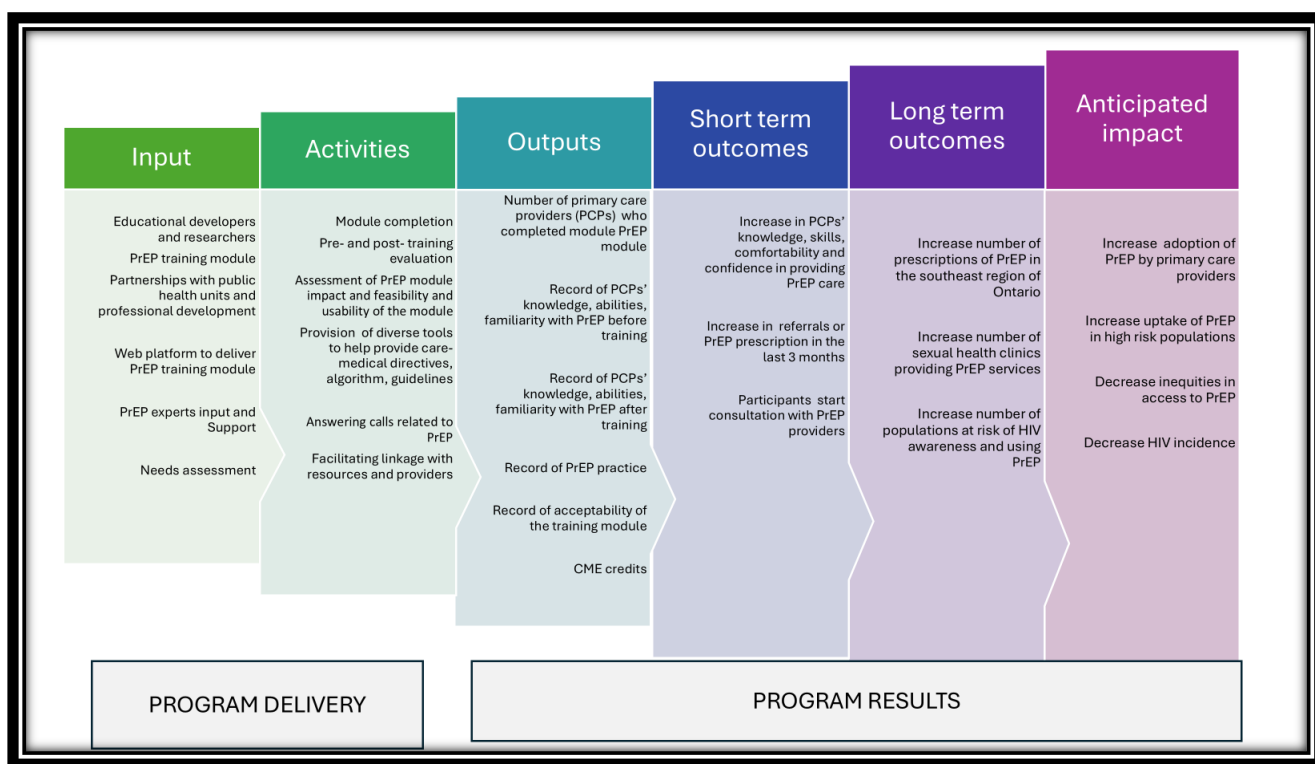 Input
Educational developers
and researchers
PrEP training module
Partnerships with public
health units and
professional development
Web platform to deliver
PrEP training module
PrEP experts input and
Support
Needs assessment
Activities
Module completion
Pre- and post- training
evaluation
Assessment of PrEP module
impact and feasibility and
usability of the module
Provision of diverse tools
to help provide care-
medical directives,
algorithm, guidelines
Answering calls related to
PrEP
Facilitating linkage with
resources and providers
Outputs
Number of primary care
providers (PCPs) who
completed module PrEP
module
Record of PCPs'
knowledge, abilities,
familiarity with PrEP before
training
Record of PCPs'
knowledge, abilities,
familiarity with PrEP after
training
Record of PrEP practice
Record of acceptability of
the training module
CME credits
Short term
outcomes
Increase in PCPs'
knowledge, skills,
comfortability and
confidence in providing
PrEP care
Increase in referrals or
PrEP prescription in the
last 3 months
Participants start
consultation with PrEP
providers
Long term
outcomes
Increase number of
prescriptions of PrEP in
the southeast region of
Ontario
Increase number of
sexual health clinics
providing PrEP services
Increase number of
populations at risk of HIV
awareness and using
PrEP
Anticipated
impact
Increase adoption of
PrEP by primary care
providers
Increase uptake of PrEP
in high risk populations
Decrease inequities in
access to PrEP
Decrease HIV incidence
PROGRAM DELIVERY
PROGRAM RESULTS